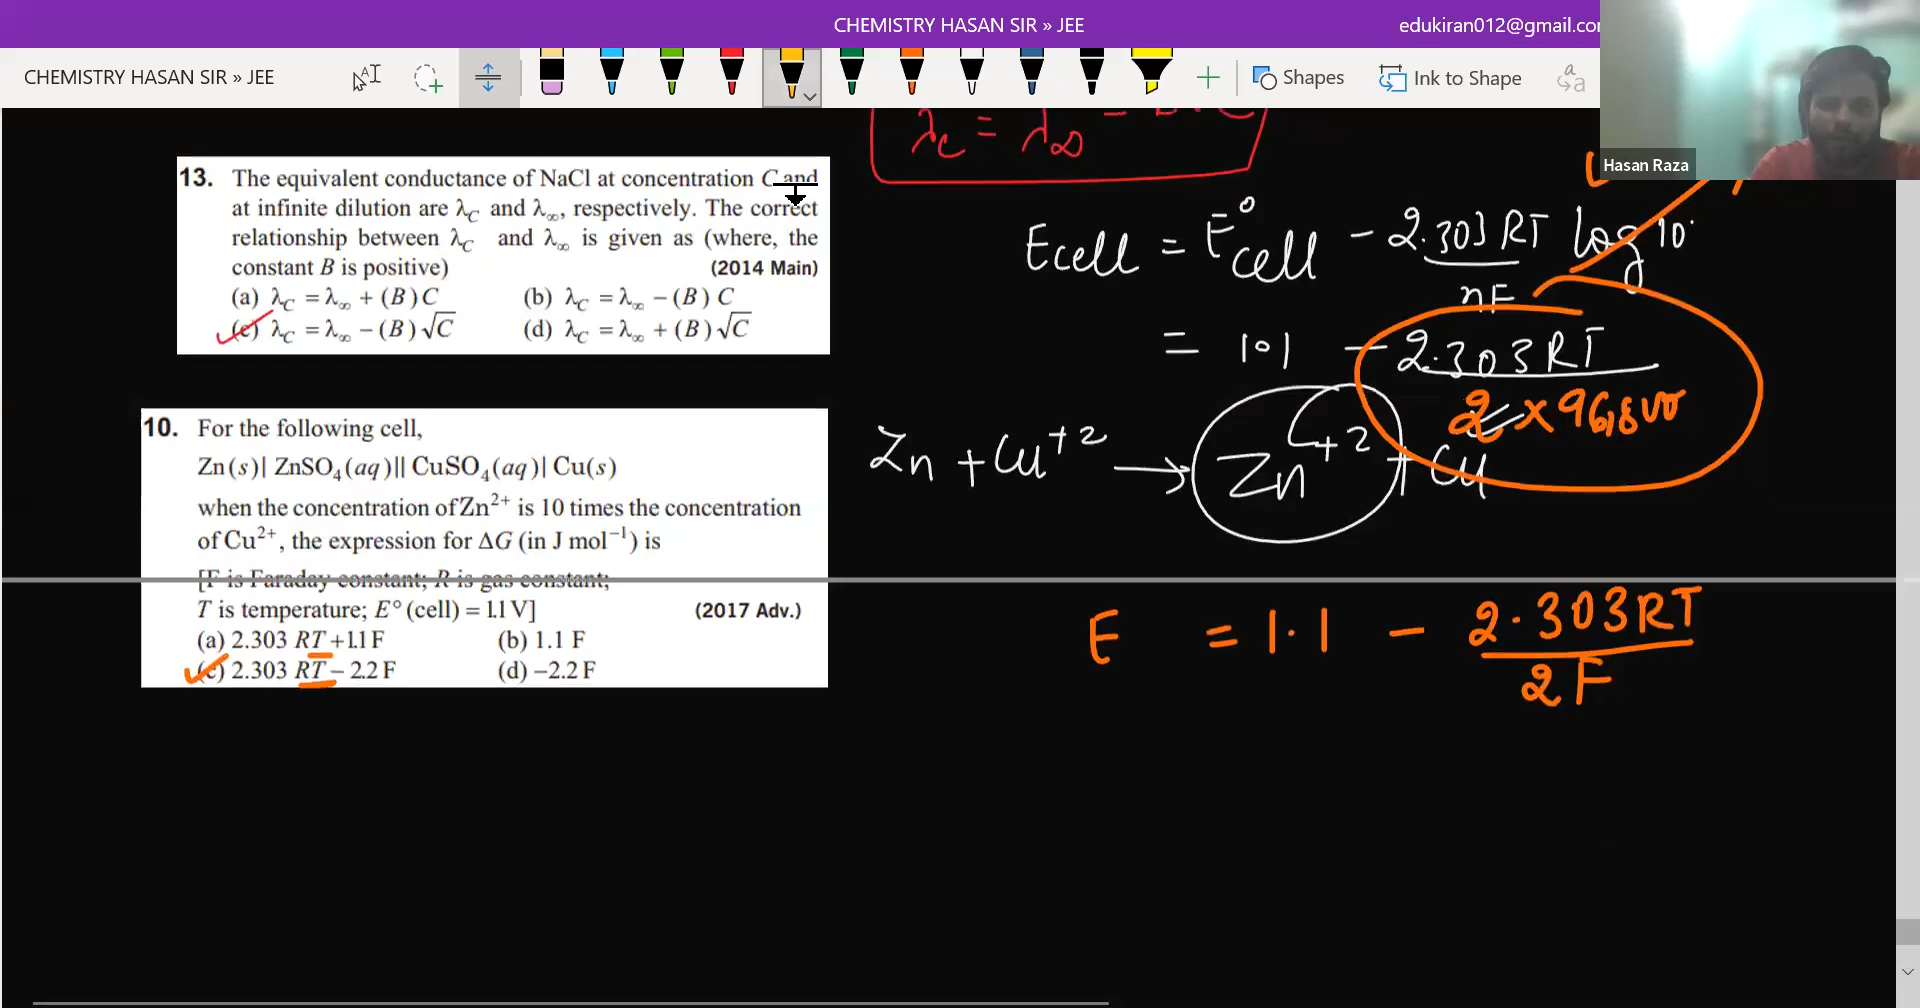 CHEMISTRY HASAN SIR » JEE
edukiran012@gmail.co
CHEMISTRY HASAN SIR » JEE
Shapes
Ink to Shape
Hasan Raza
λc = λ∞ -
13. The equivalent conductance of NaCl at concentration C and
at infinite dilution are λC and λ∞, respectively. The correct
relationship between λC and λ∞ is given as (where, the
constant B is positive) (2014 Main)
(a) λC = λ∞ + (B) C (b) λC = λ∞ − (B) C
(c) λC = λ∞ − (B) √C (d) λC = λ∞ + (B) √C
Ecell = E°cell - 2.303 RT / nF log 10
= 1.1 - 2.303 RT / 2 × 96,500
Zn + Cu+2 → Zn+2 + Cu
10. For the following cell,
Zn(s)| ZnSO4(aq)|| CuSO4(aq)| Cu(s)
when the concentration of Zn2+ is 10 times the concentration
of Cu2+, the expression for ΔG (in J mol−1) is
[F is Faraday constant; R is gas constant;
T is temperature; E°(cell) = 1.1 V] (2017 Adv.)
(a) 2.303 RT + 1.1 F (b) 1.1 F
(c) 2.303 RT − 2.2 F (d) −2.2 F
E = 1.1 - 2.303 RT / 2 F